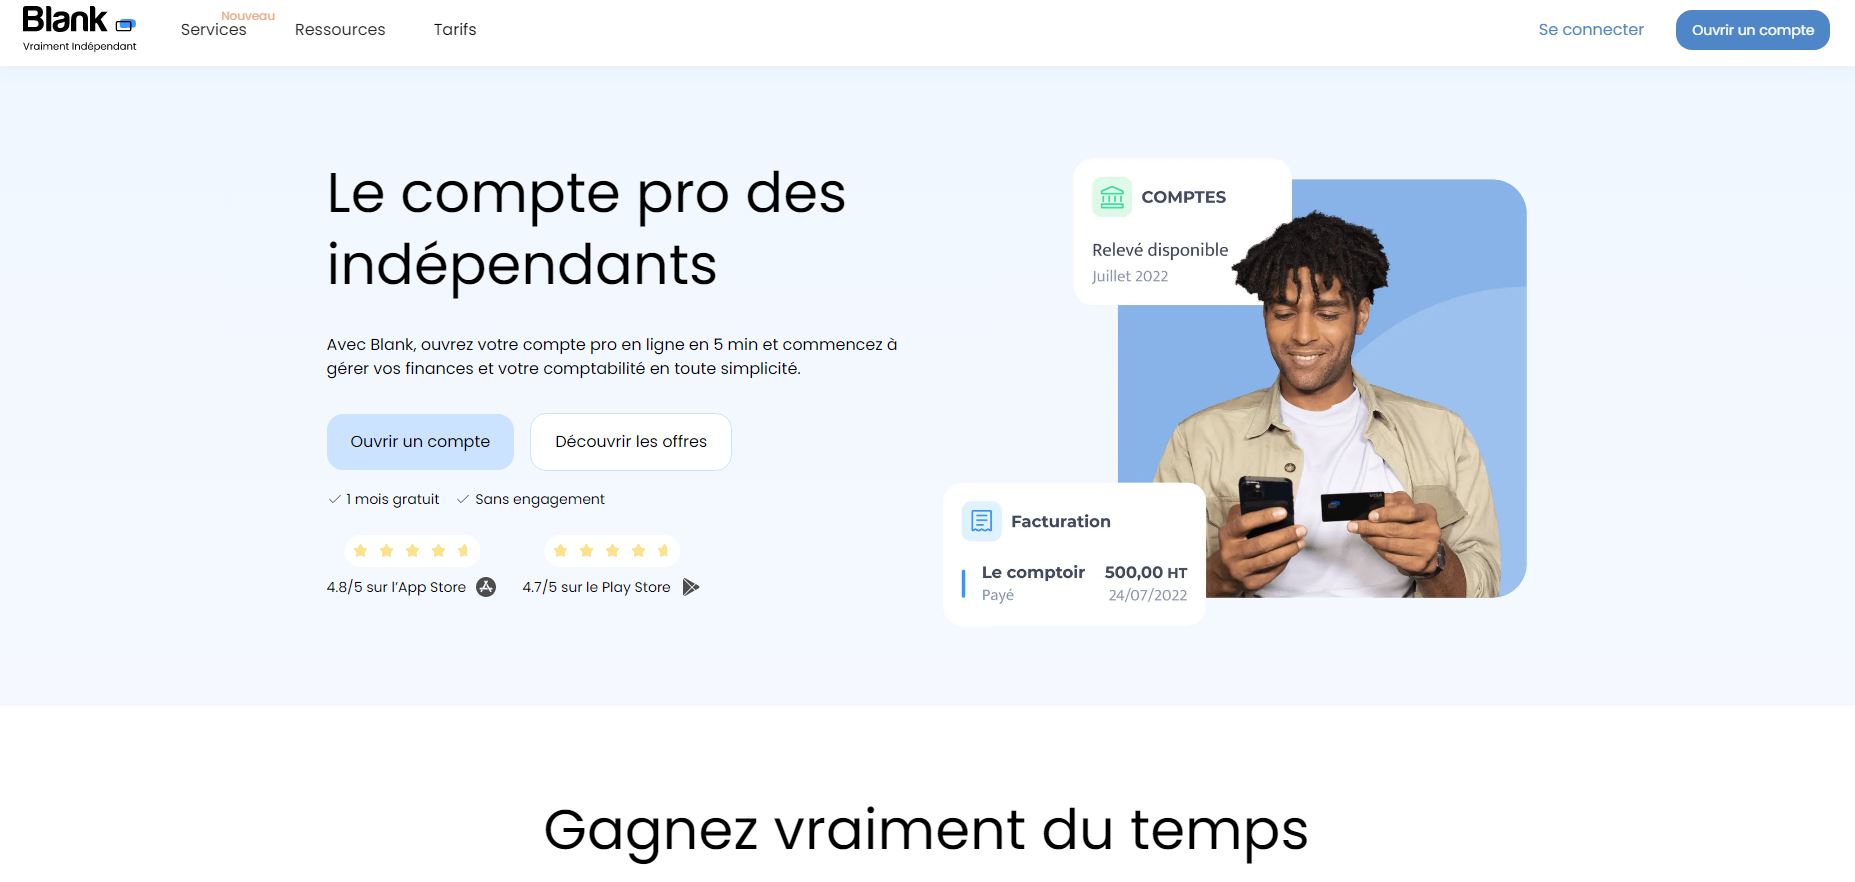 Blank
Vraiment Indépendant
Nouveau
Services
Ressources
Tarifs
Se connecter
Ouvrir un compte
Le compte pro des
indépendants
Avec Blank, ouvrez votre compte pro en ligne en 5 min et commencez à
gérer vos finances et votre comptabilité en toute simplicité.
Ouvrir un compte
Découvrir les offres
1 mois gratuit
Sans engagement
4.8/5 sur l'App Store
4.7/5 sur le Play Store
COMPTES
Relevé disponible
Juillet 2022
VISA
Facturation
Le comptoir 500,00 HT
Payé 24/07/2022
Gagnez vraiment du temps